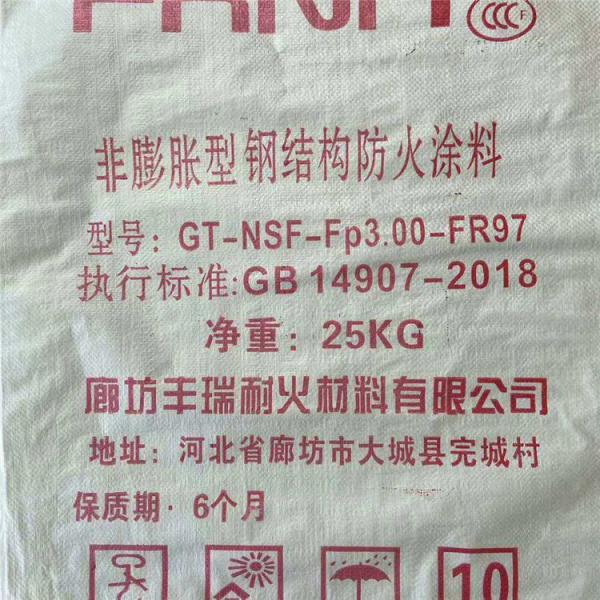 CCC F
非膨胀型钢结构防火涂料
型号: GT-NSF-Fp3.00-FR97
执行标准:GB 14907-2018
净重: 25KG
廊坊丰瑞耐火材料有限公司
地址: 河北省廊坊市大城县完城村
保质期·6个月
10